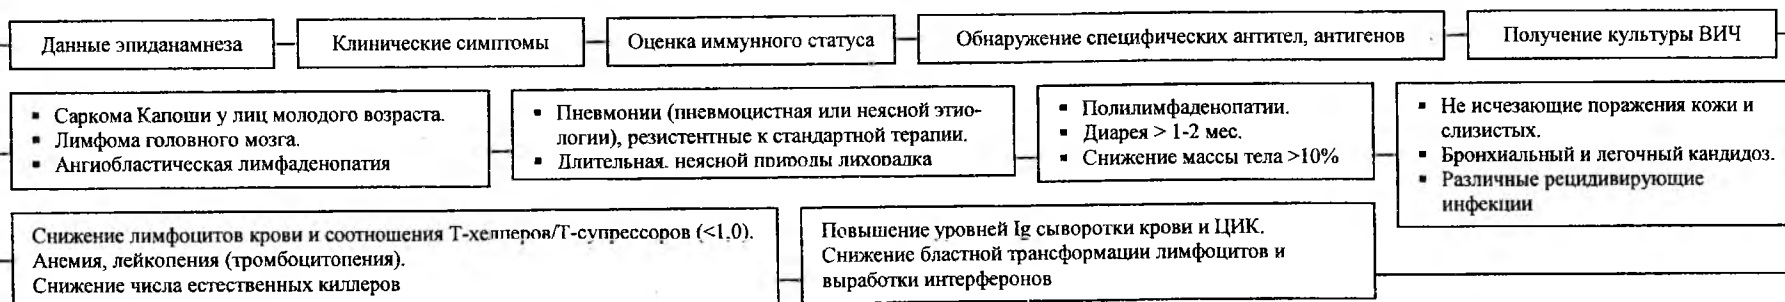 Данные эпиданамнеза
Клинические симптомы
Оценка иммунного статуса
Обнаружение специфических антител, антигенов
Получение культуры ВИЧ
▪ Саркома Капоши у лиц молодого возраста.
▪ Лимфома головного мозга.
▪ Ангиобластическая лимфаденопатия
▪ Пневмонии (пневмоцистная или неясной этио-
логии), резистентные к стандартной терапии.
▪ Длительная, неясной природы лихорадка
▪ Полилимфаденопатии.
▪ Диарея > 1-2 мес.
▪ Снижение массы тела >10%
▪ Не исчезающие поражения кожи и
слизистых.
▪ Бронхиальный и легочный кандидоз.
▪ Различные рецидивирующие
инфекции
Снижение лимфоцитов крови и соотношения Т-хелперов/Т-супрессоров (<1,0).
Анемия, лейкопения (тромбоцитопения).
Снижение числа естественных киллеров
Повышение уровней Ig сыворотки крови и ЦИК.
Снижение бластной трансформации лимфоцитов и
выработки интерферонов